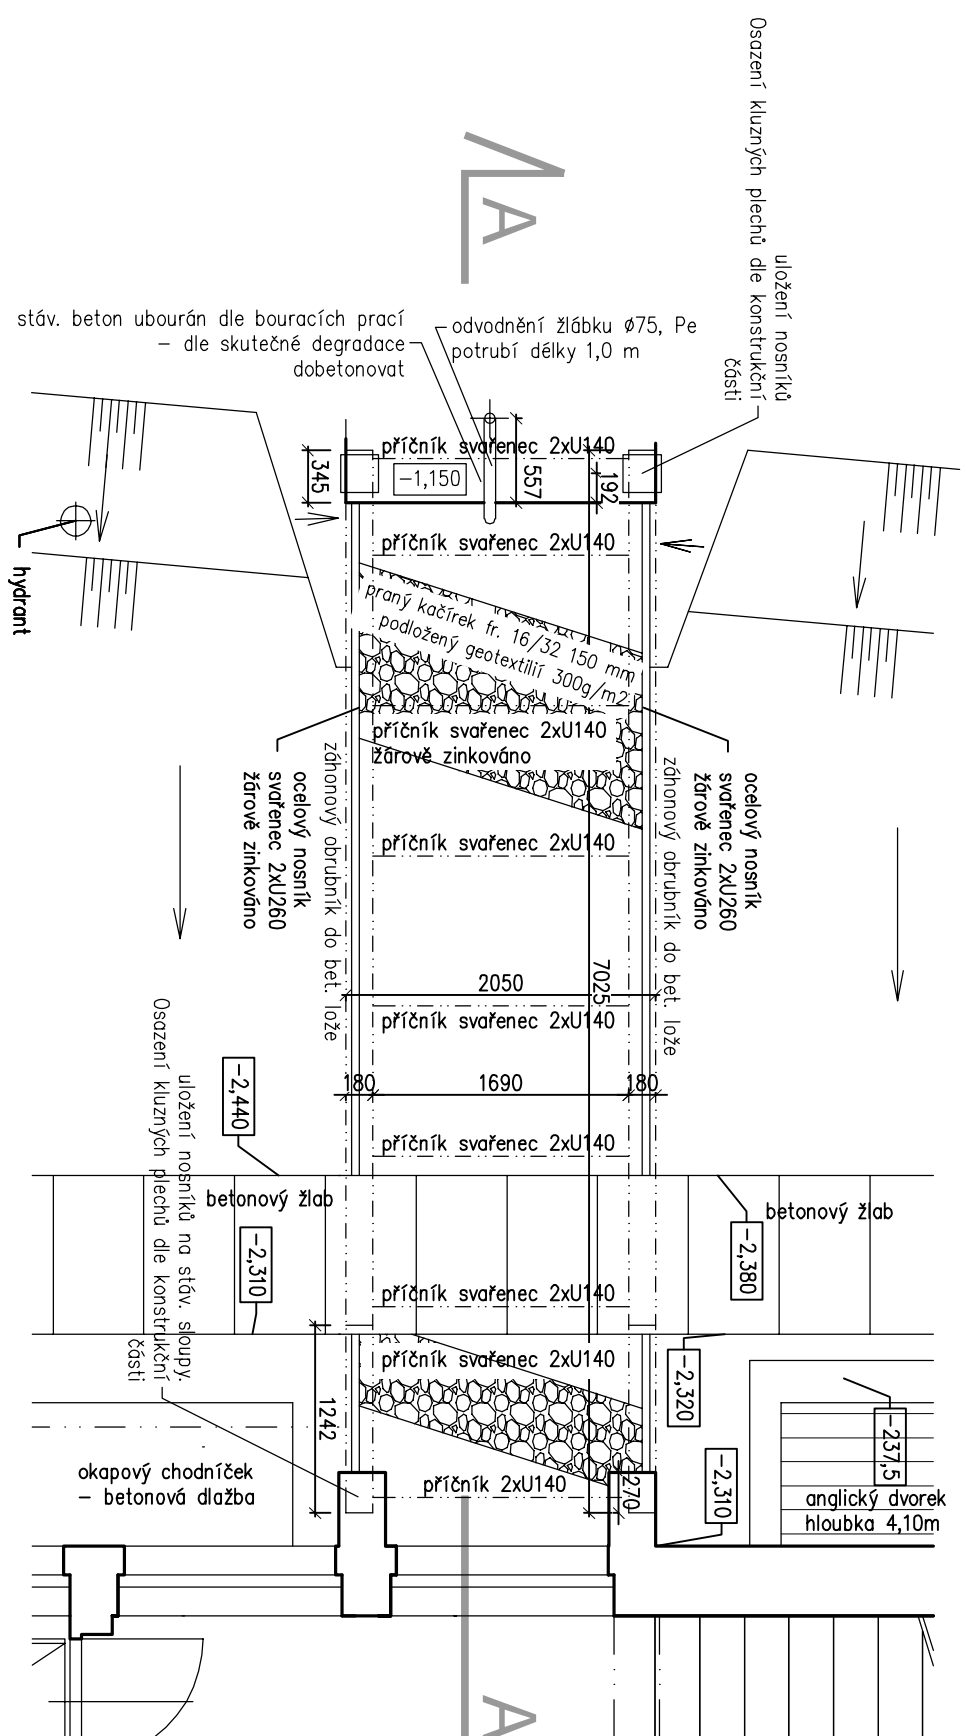 Osazení kluzných plechů dle konstrukční
uložení nosníků
části
A
stáv. beton ubourán dle bouracích prací
– dle skutečné degradace
dobetonovat
odvodnění žlábku ø75, Pe
potrubí délky 1,0 m
příčník svařenec 2xU140
345
-1,150
557
192
hydrant
příčník svařenec 2xU140
praný kačírek fr. 16/32 150 mm
podložený geotextilií 300g/m2
příčník svařenec 2xU140
žárově zinkováno
ocelový nosník
svařenec 2xU260
žárově zinkováno
záhonový obrubník do bet. lože
záhonový obrubník do bet. lože
ocelový nosník
svařenec 2xU260
žárově zinkováno
příčník svařenec 2xU140
2050
7025
příčník svařenec 2xU140
180
1690
180
-2,440
příčník svařenec 2xU140
betonový žlab
betonový žlab
-2,310
-2,380
uložení nosníků na stáv. sloupy.
Osazení kluzných plechů dle konstrukční
části
příčník svařenec 2xU140
příčník svařenec 2xU140
-2,320
1242
-237,5
okapový chodníček
– betonová dlažba
příčník 2xU140
270
-2,310
anglický dvorek
hloubka 4,10m
A